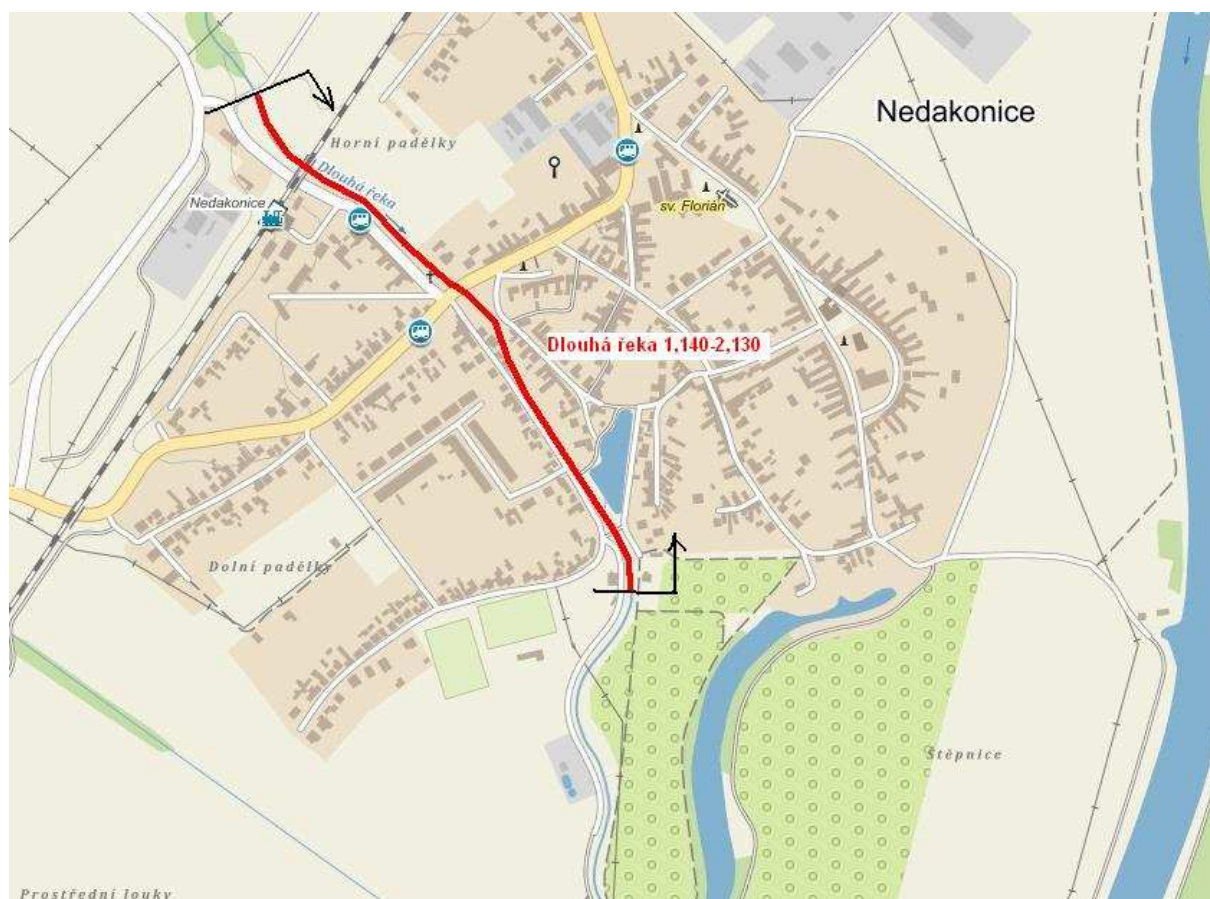 Nedakonice
Horní padělky
Dlouhá řeka
Nedakonice
sv. Florián
Dlouhá řeka 1,140-2,130
Dolní padělky
Štěpnice
Prostřední louky